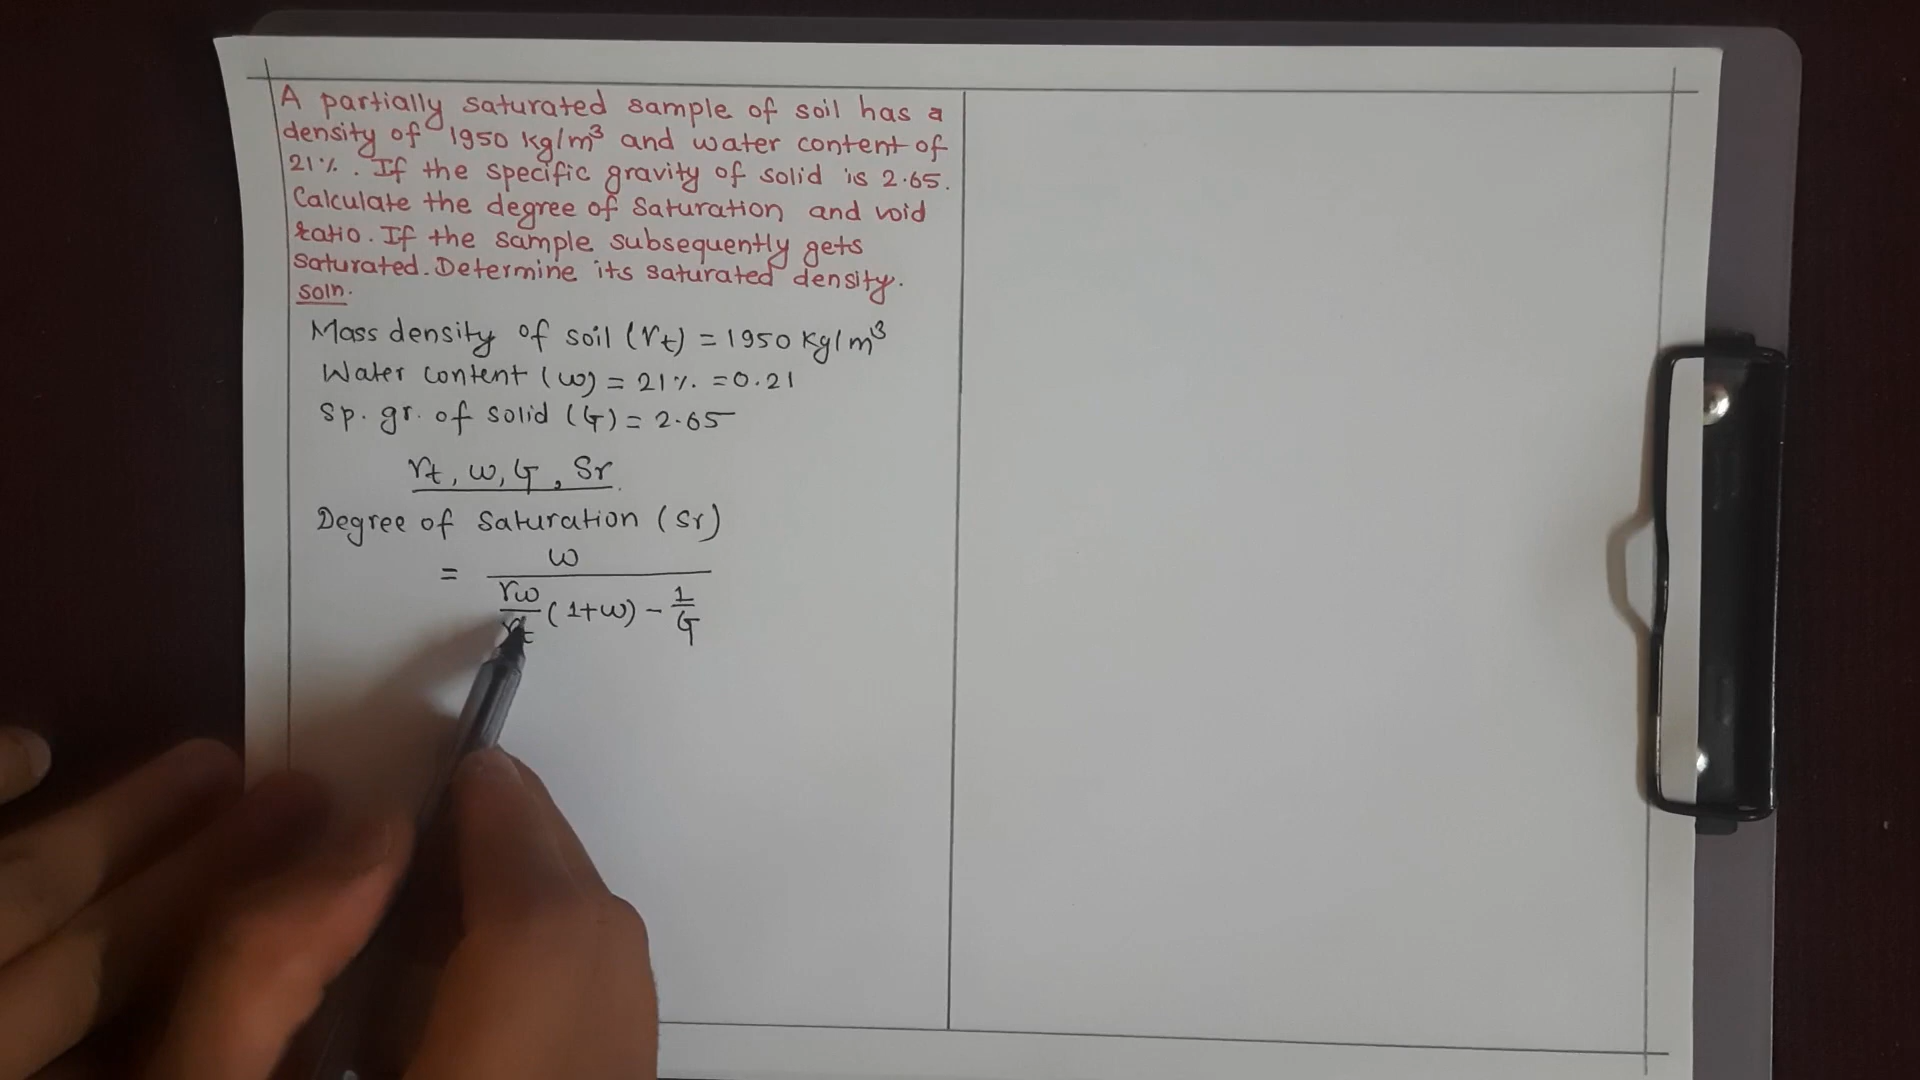 A partially saturated sample of soil has a
density of 1950 kg/m³ and water content of
21%. If the specific gravity of solid is 2.65.
Calculate the degree of saturation and void
ratio. If the sample subsequently gets
saturated. Determine its saturated density.
soln.
Mass density of soil (γt) = 1950 kg/m³
Water content (ω) = 21% = 0.21
Sp. gr. of solid (G) = 2.65
γt, ω, G, Sr.
Degree of Saturation (Sr)
ω
=
γω 1
(1+ω) -
γt G